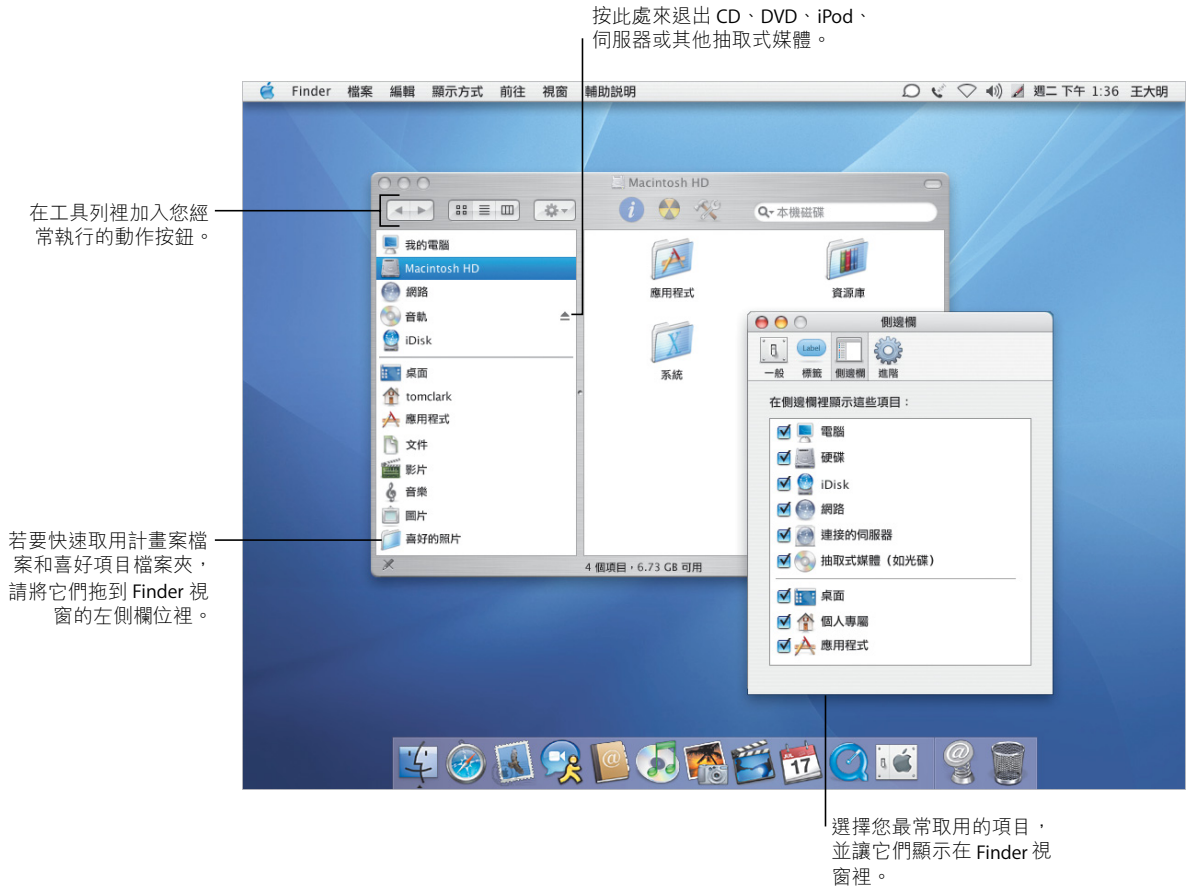 按此處來退出 CD、DVD、iPod、
伺服器或其他抽取式媒體。
Finder 檔案 編輯 顯示方式 前往 視窗 輔助說明 週二 下午 1:36 王大明
在工具列裡加入您經
常執行的動作按鈕。
Macintosh HD
本機磁碟
我的電腦
Macintosh HD
網路
音軌
iDisk
桌面
tomclark
應用程式
文件
影片
音樂
圖片
喜好的照片
應用程式
資源庫
系統
4 個項目，6.73 GB 可用
若要快速取用計畫案檔
案和喜好項目檔案夾，
請將它們拖到 Finder 視
窗的左側欄位裡。
側邊欄
Label
一般 標籤 側邊欄 進階
在側邊欄裡顯示這些項目：
電腦
硬碟
iDisk
網路
連接的伺服器
抽取式媒體（如光碟）
桌面
個人專屬
應用程式
JUL
17
選擇您最常取用的項目，
並讓它們顯示在 Finder 視
窗裡。